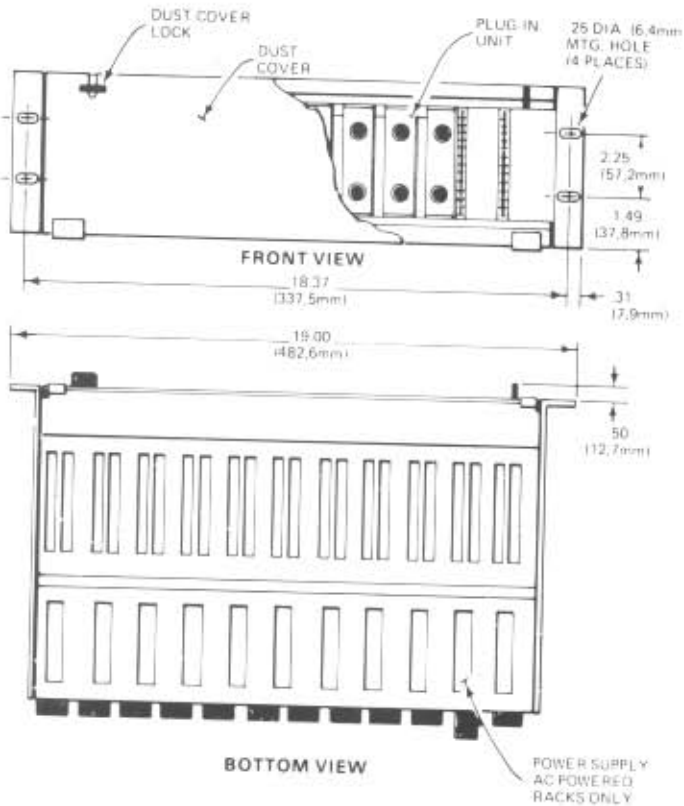 DUST COVER
LOCK
DUST
COVER
PLUG-IN
UNIT
25 DIA. (6,4mm
MTG. HOLE
(4 PLACES)
2.25
(57,2mm)
1.49
(37,8mm)
FRONT VIEW
18.37
(337,5mm)
.31
(7,9mm)
19.00
(482,6mm)
50
(12,7mm)
BOTTOM VIEW
POWER SUPPLY
AC POWERED
RACKS ONLY